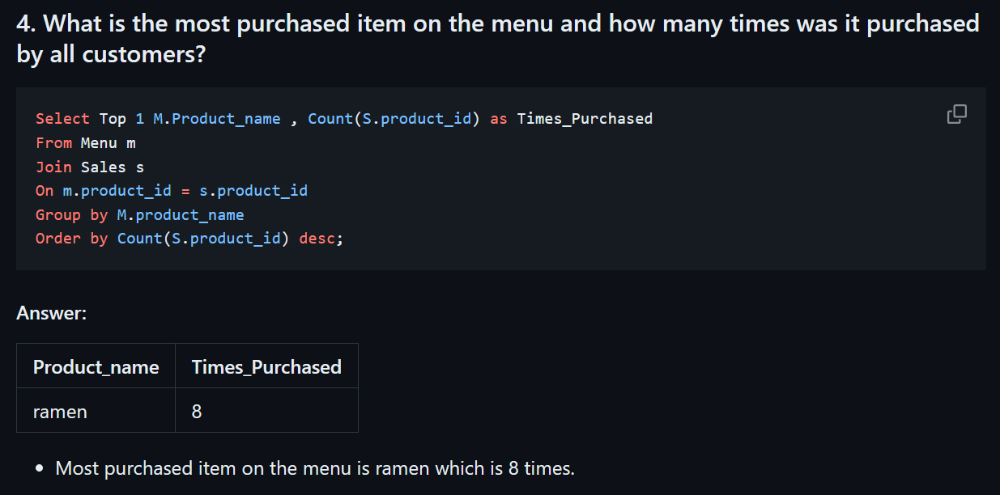 4. What is the most purchased item on the menu and how many times was it purchased
by all customers?
Select Top 1 M.Product_name , Count(S.product_id) as Times_Purchased
From Menu m
Join Sales s
On m.product_id = s.product_id
Group by M.product_name
Order by Count(S.product_id) desc;
Answer:
Product_name Times_Purchased
ramen 8
• Most purchased item on the menu is ramen which is 8 times.